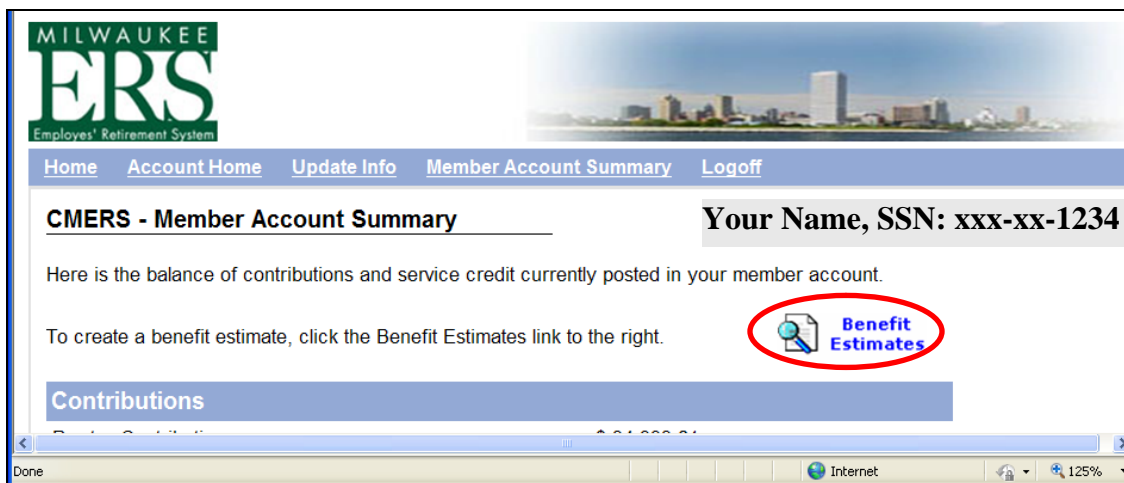 MILWAUKEE
ERS
Employes' Retirement System
Home Account Home Update Info Member Account Summary Logoff
CMERS - Member Account Summary
Your Name, SSN: xxx-xx-1234
Here is the balance of contributions and service credit currently posted in your member account.
To create a benefit estimate, click the Benefit Estimates link to the right.
Benefit
Estimates
Contributions
Done Internet 125%